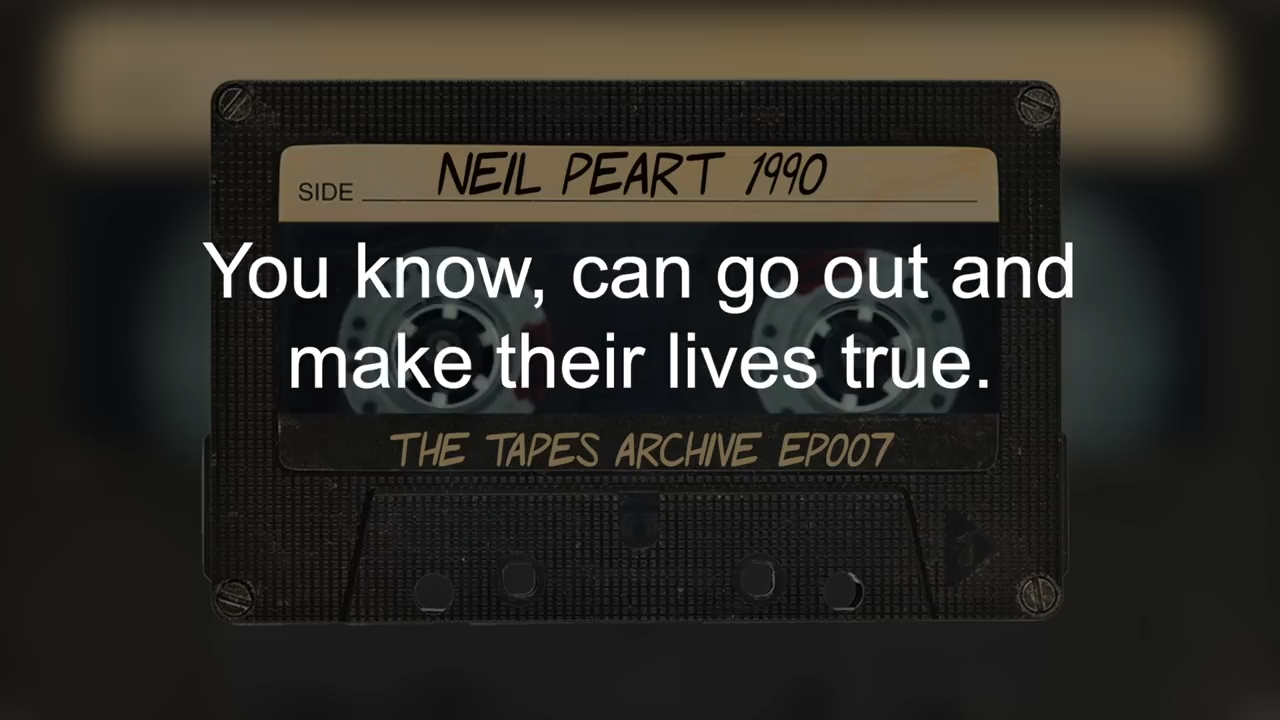 NEIL PEART 1990
SIDE
You know, can go out and
make their lives true.
THE TAPES ARCHIVE EP007